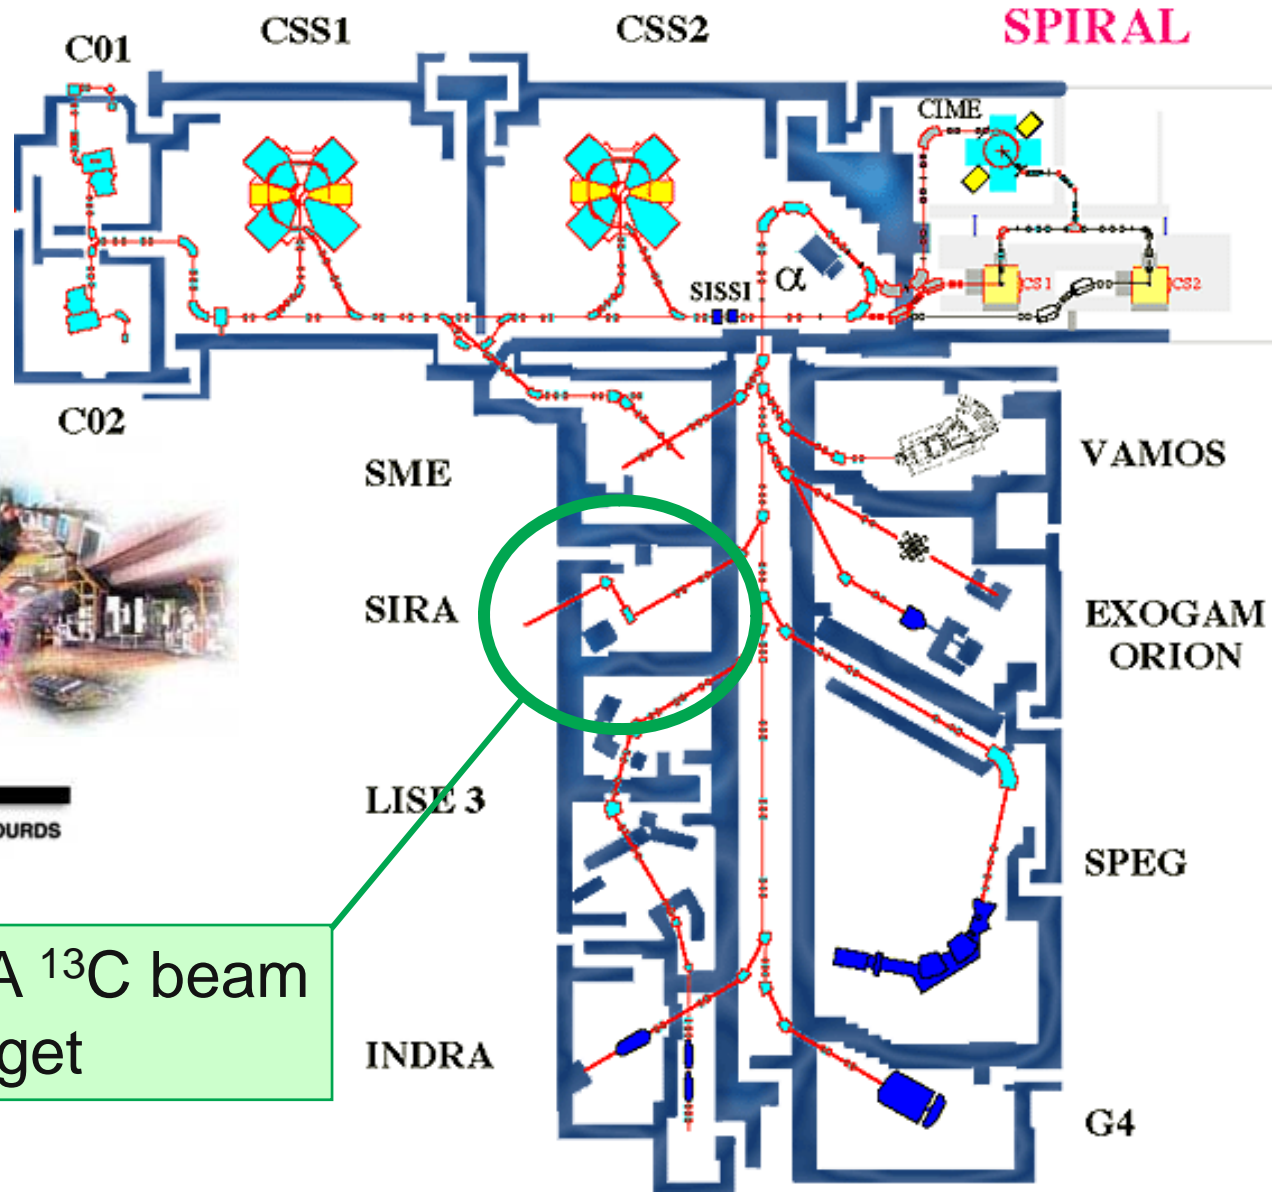 C01
CSS1
CSS2
SPIRAL
CIME
α
SISSI
CS1
CS2
C02
SME
VAMOS
SIRA
EXOGAM
ORION
LISE 3
OURDS
SPEG
A ¹³C beam
get
INDRA
G4